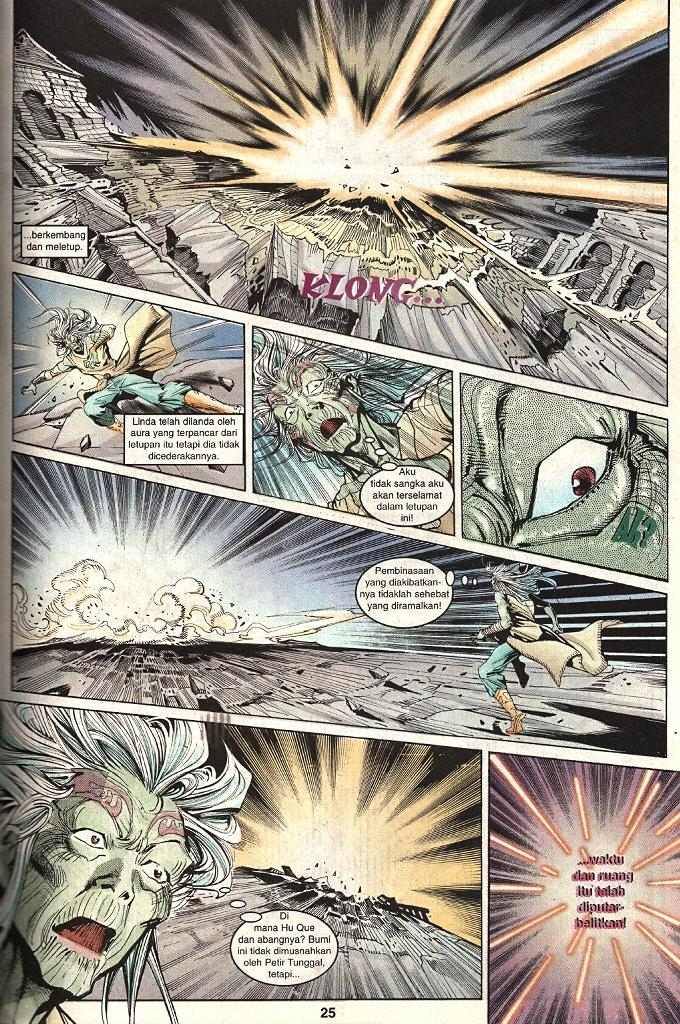 ...berkembang
dan meletup.
KLONG...
Linda telah dilanda oleh
aura yang terpancar dari
letupan itu tetapi dia tidak
dicederakannya.
Aku
tidak sangka aku
akan terselamat
dalam letupan
ini!
Ak?
Pembinasaan
yang diakibatkan-
nya tidaklah sehebat
yang diramalkan!
Di
mana Hu Que
dan abangnya? Bumi
ini tidak dimusnahkan
oleh Petir Tunggal,
tetapi...
...waktu
dan ruang
itu telah
diputar-
balitkan!
25